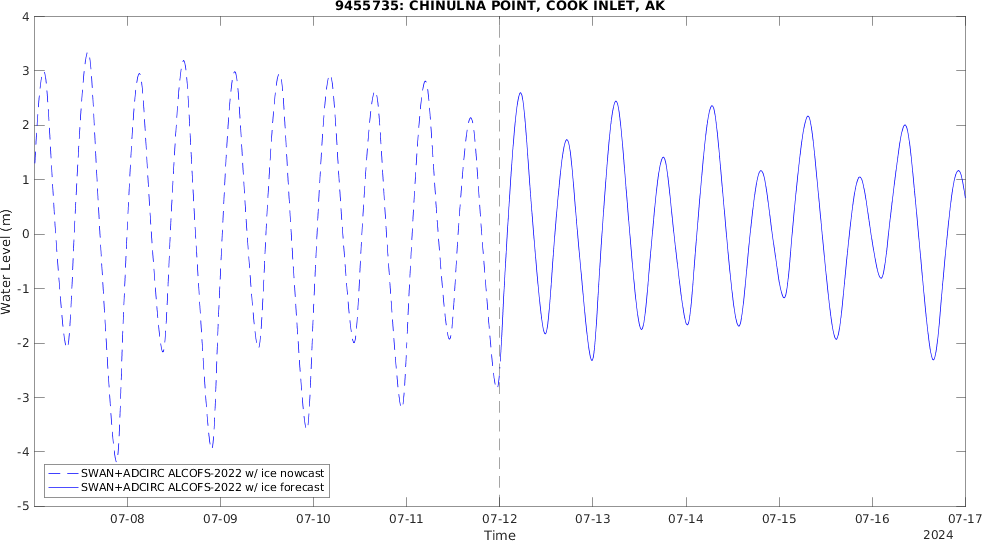 9455735: CHINULNA POINT, COOK INLET, AK
4
3
2
1
0
-1
-2
-3
-4
-5
Water Level (m)
SWAN+ADCIRC ALCOFS-2022 w/ ice nowcast
SWAN+ADCIRC ALCOFS-2022 w/ ice forecast
07-08 07-09 07-10 07-11 07-12 07-13 07-14 07-15 07-16 07-17
Time
2024